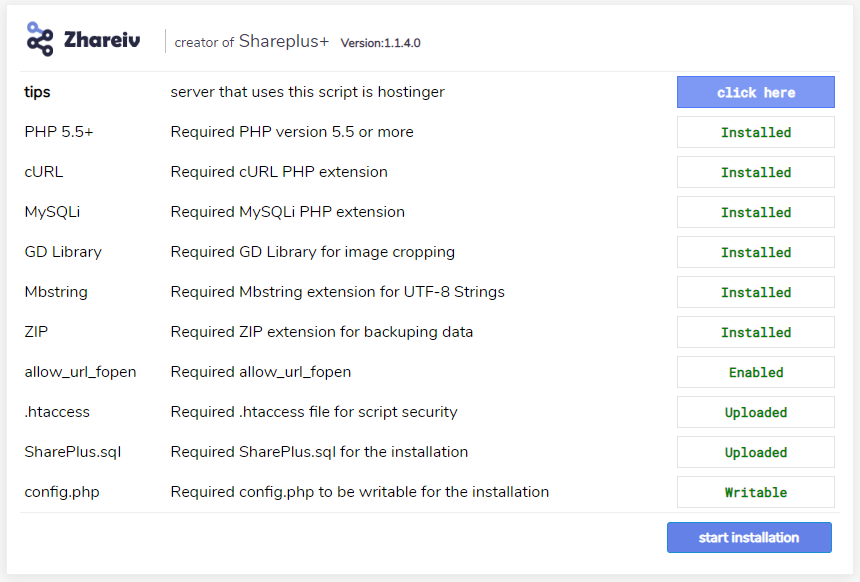 Zhareiv creator of Shareplus+ Version:1.1.4.0
tips server that uses this script is hostinger click here
PHP 5.5+ Required PHP version 5.5 or more Installed
cURL Required cURL PHP extension Installed
MySQLi Required MySQLi PHP extension Installed
GD Library Required GD Library for image cropping Installed
Mbstring Required Mbstring extension for UTF-8 Strings Installed
ZIP Required ZIP extension for backuping data Installed
allow_url_fopen Required allow_url_fopen Enabled
.htaccess Required .htaccess file for script security Uploaded
SharePlus.sql Required SharePlus.sql for the installation Uploaded
config.php Required config.php to be writable for the installation Writable
start installation